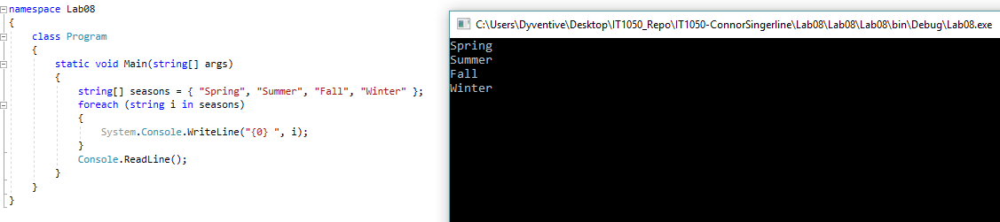 namespace Lab08
{
class Program
{
static void Main(string[] args)
{
string[] seasons = { "Spring", "Summer", "Fall", "Winter" };
foreach (string i in seasons)
{
System.Console.WriteLine("{0} ", i);
}
Console.ReadLine();
}
}
}
C:\Users\Dyventive\Desktop\IT1050_Repo\IT1050-ConnorSingerline\Lab08\Lab08\Lab08\bin\Debug\Lab08.exe
Spring
Summer
Fall
Winter